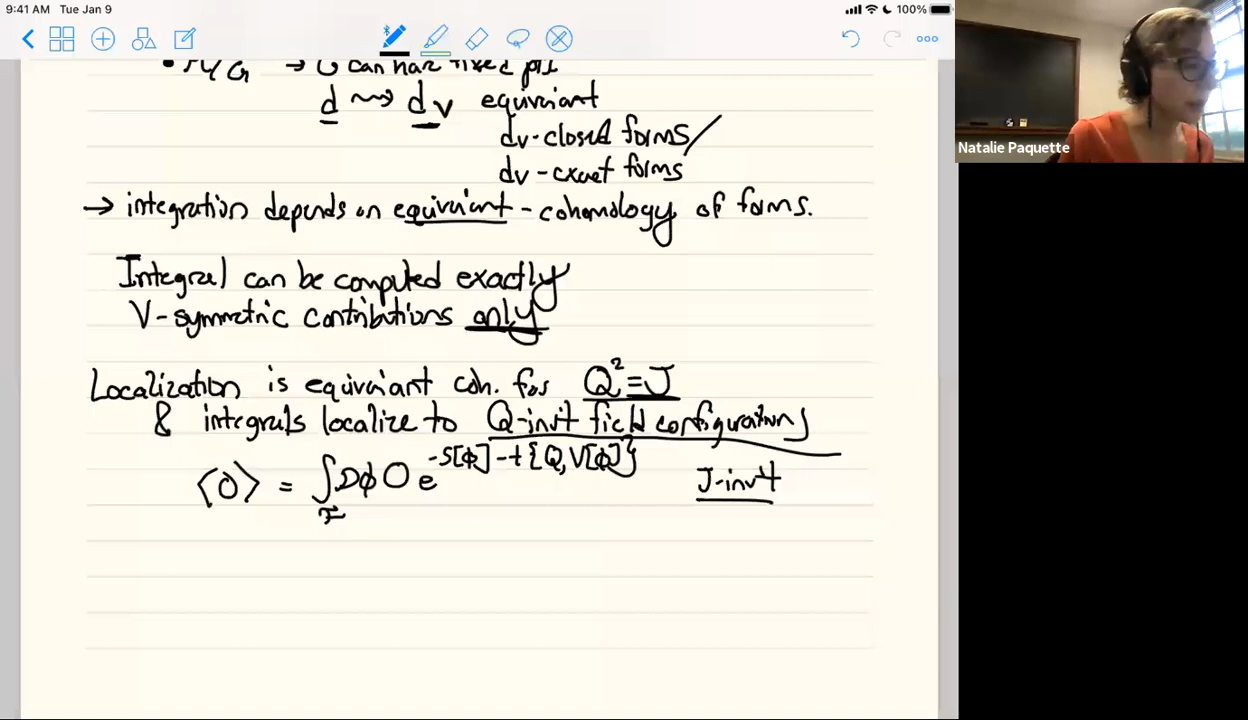 9:41 AM Tue Jan 9
100%
Natalie Paquette
d ⇝ d_V equivariant
d_V-closed forms/
d_V-exact forms
→ integration depends on equivariant-cohomology of forms.
Integral can be computed exactly
V-symmetric contributions only
Localization is equivariant coh. for Q² = J
& integrals localize to Q-inv't field configurations
⟨O⟩ = ∫_F Dϕ O e^{-S[ϕ] - t{Q,V[ϕ]}} J-inv't